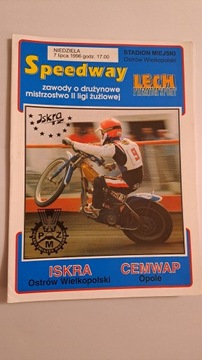 NIEDZIELA
7 lipca 1996 godz. 17.00
STADION MIEJSKI
Ostrów Wielkopolski
Speedway
LECH
zawody o drużynowe
mistrzostwo II ligi żużlowej
Iskra
9
P Z
M
ISKRA
Ostrów Wielkopolski
CEMWAP
Opole